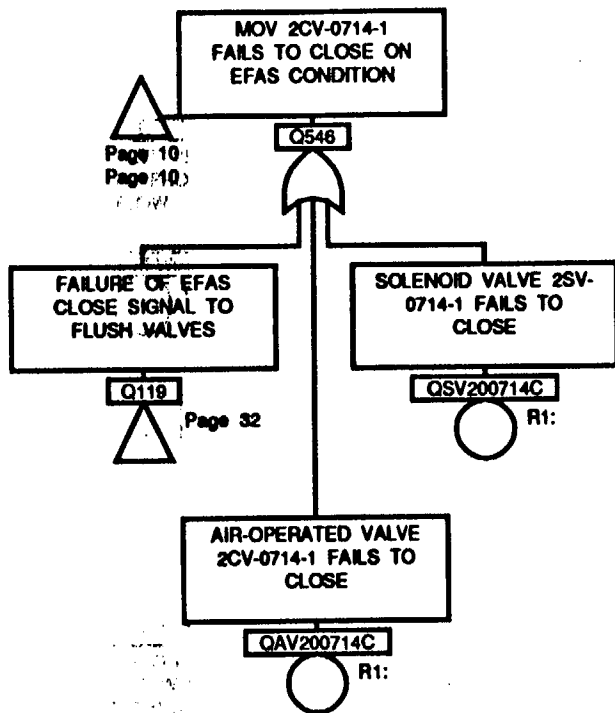 MOV 2CV-0714-1
FAILS TO CLOSE ON
EFAS CONDITION
Q546
Page 10
Page 10
FAILURE OF EFAS
CLOSE SIGNAL TO
FLUSH VALVES
Q119
Page 32
SOLENOID VALVE 2SV-
0714-1 FAILS TO
CLOSE
QSV200714C
R1:
AIR-OPERATED VALVE
2CV-0714-1 FAILS TO
CLOSE
QAV200714C
R1: